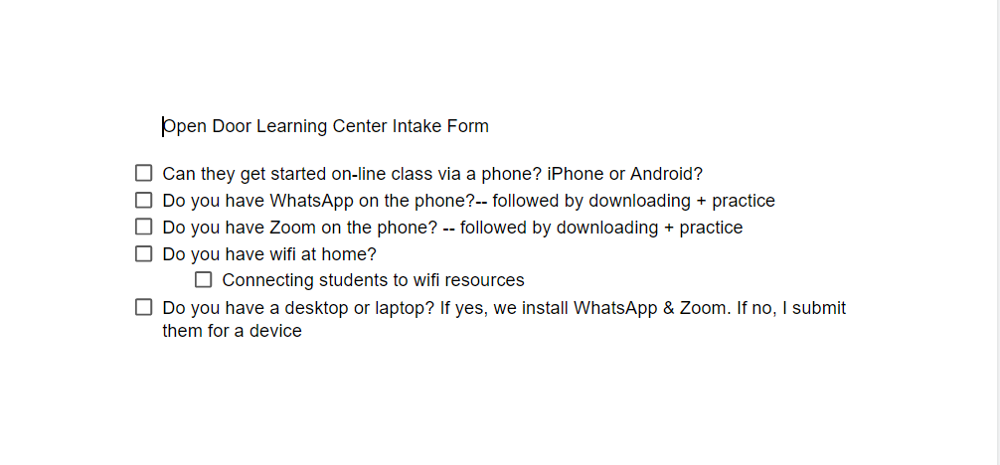 Open Door Learning Center Intake Form
Can they get started on-line class via a phone? iPhone or Android?
Do you have WhatsApp on the phone?-- followed by downloading + practice
Do you have Zoom on the phone? -- followed by downloading + practice
Do you have wifi at home?
Connecting students to wifi resources
Do you have a desktop or laptop? If yes, we install WhatsApp & Zoom. If no, I submit
them for a device